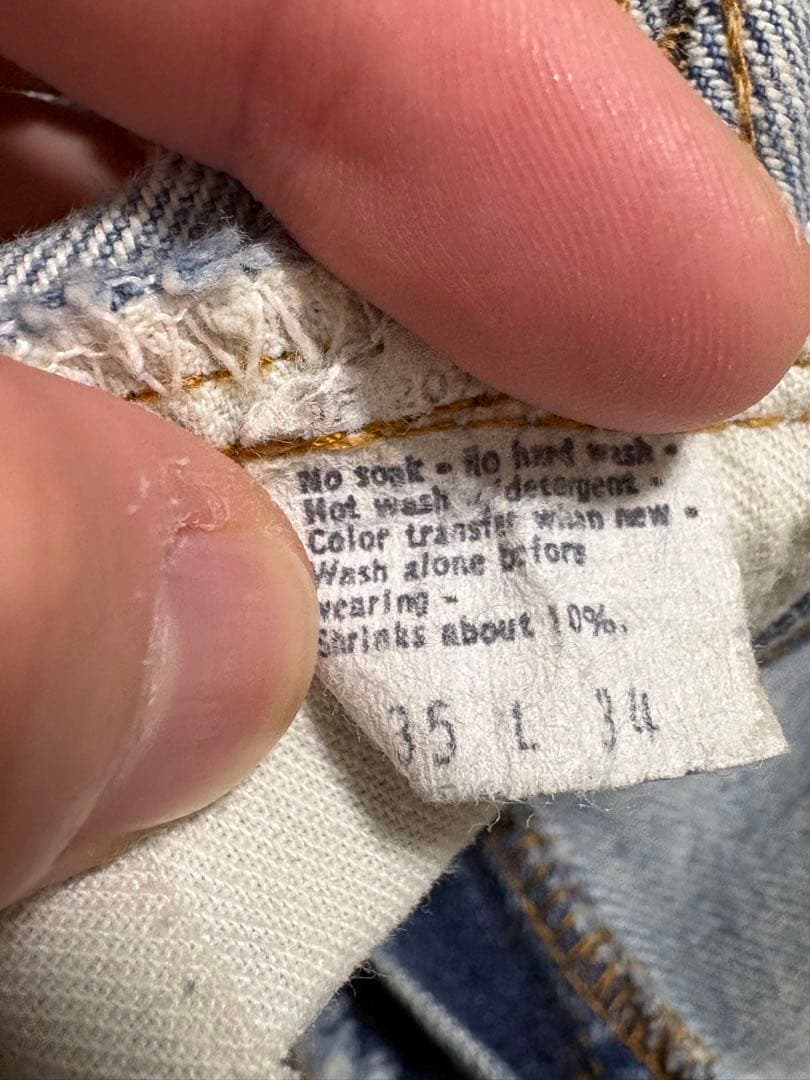 No soak - No hard wash -
Hot wash / detergent -
Color transfer when new -
Wash alone before
wearing -
Shrinks about 10%.
35 L 34